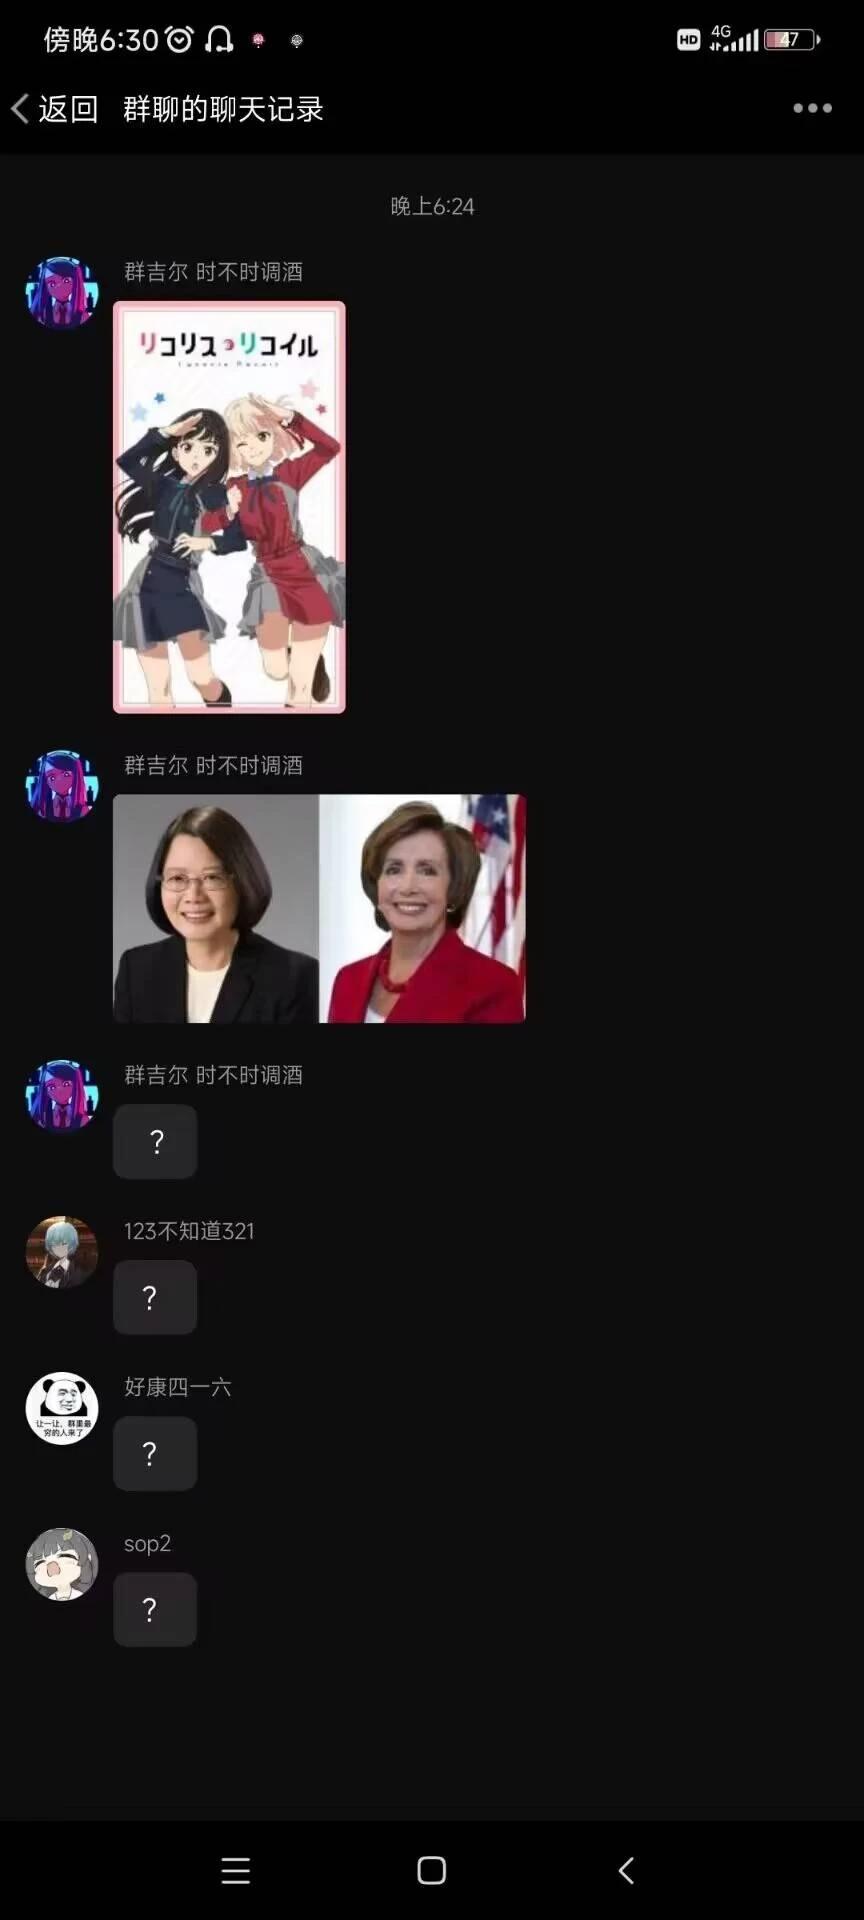 傍晚6:30
HD 4G 47
返回 群聊的聊天记录
晚上6:24
群吉尔 时不时调酒
リコリス・リコイル
Lycoris Recoil
群吉尔 时不时调酒
群吉尔 时不时调酒
？
123不知道321
？
好康四一六
让一让，群里最
穷的人来了
？
sop2
？